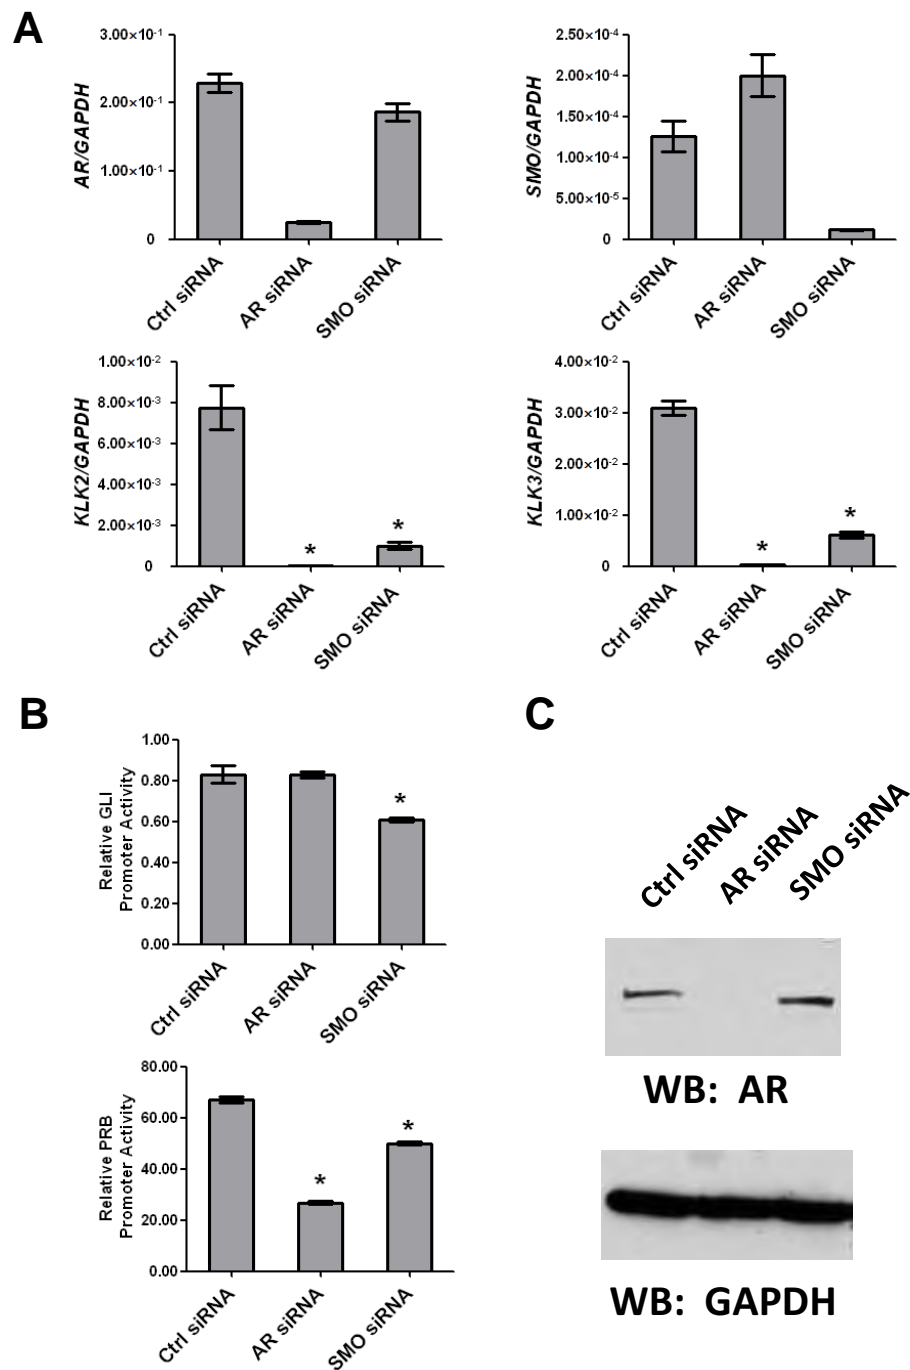 A
AR/GAPDH
3.00×10-1
2.00×10-1
1.00×10-1
0
Ctrl siRNA
AR siRNA
SMO siRNA
SMO/GAPDH
2.50×10-4
2.00×10-4
1.50×10-4
1.00×10-4
5.00×10-5
0
Ctrl siRNA
AR siRNA
SMO siRNA
KLK2/GAPDH
1.00×10-2
8.00×10-3
6.00×10-3
4.00×10-3
2.00×10-3
0
*
*
Ctrl siRNA
AR siRNA
SMO siRNA
KLK3/GAPDH
4.00×10-2
3.00×10-2
2.00×10-2
1.00×10-2
0
*
*
Ctrl siRNA
AR siRNA
SMO siRNA
B
Relative GLI
Promoter Activity
1.00
0.80
0.60
0.40
0.20
0.00
*
Ctrl siRNA
AR siRNA
SMO siRNA
Relative PRB
Promoter Activity
80.00
60.00
40.00
20.00
0.00
*
*
Ctrl siRNA
AR siRNA
SMO siRNA
C
Ctrl siRNA
AR siRNA
SMO siRNA
WB: AR
WB: GAPDH